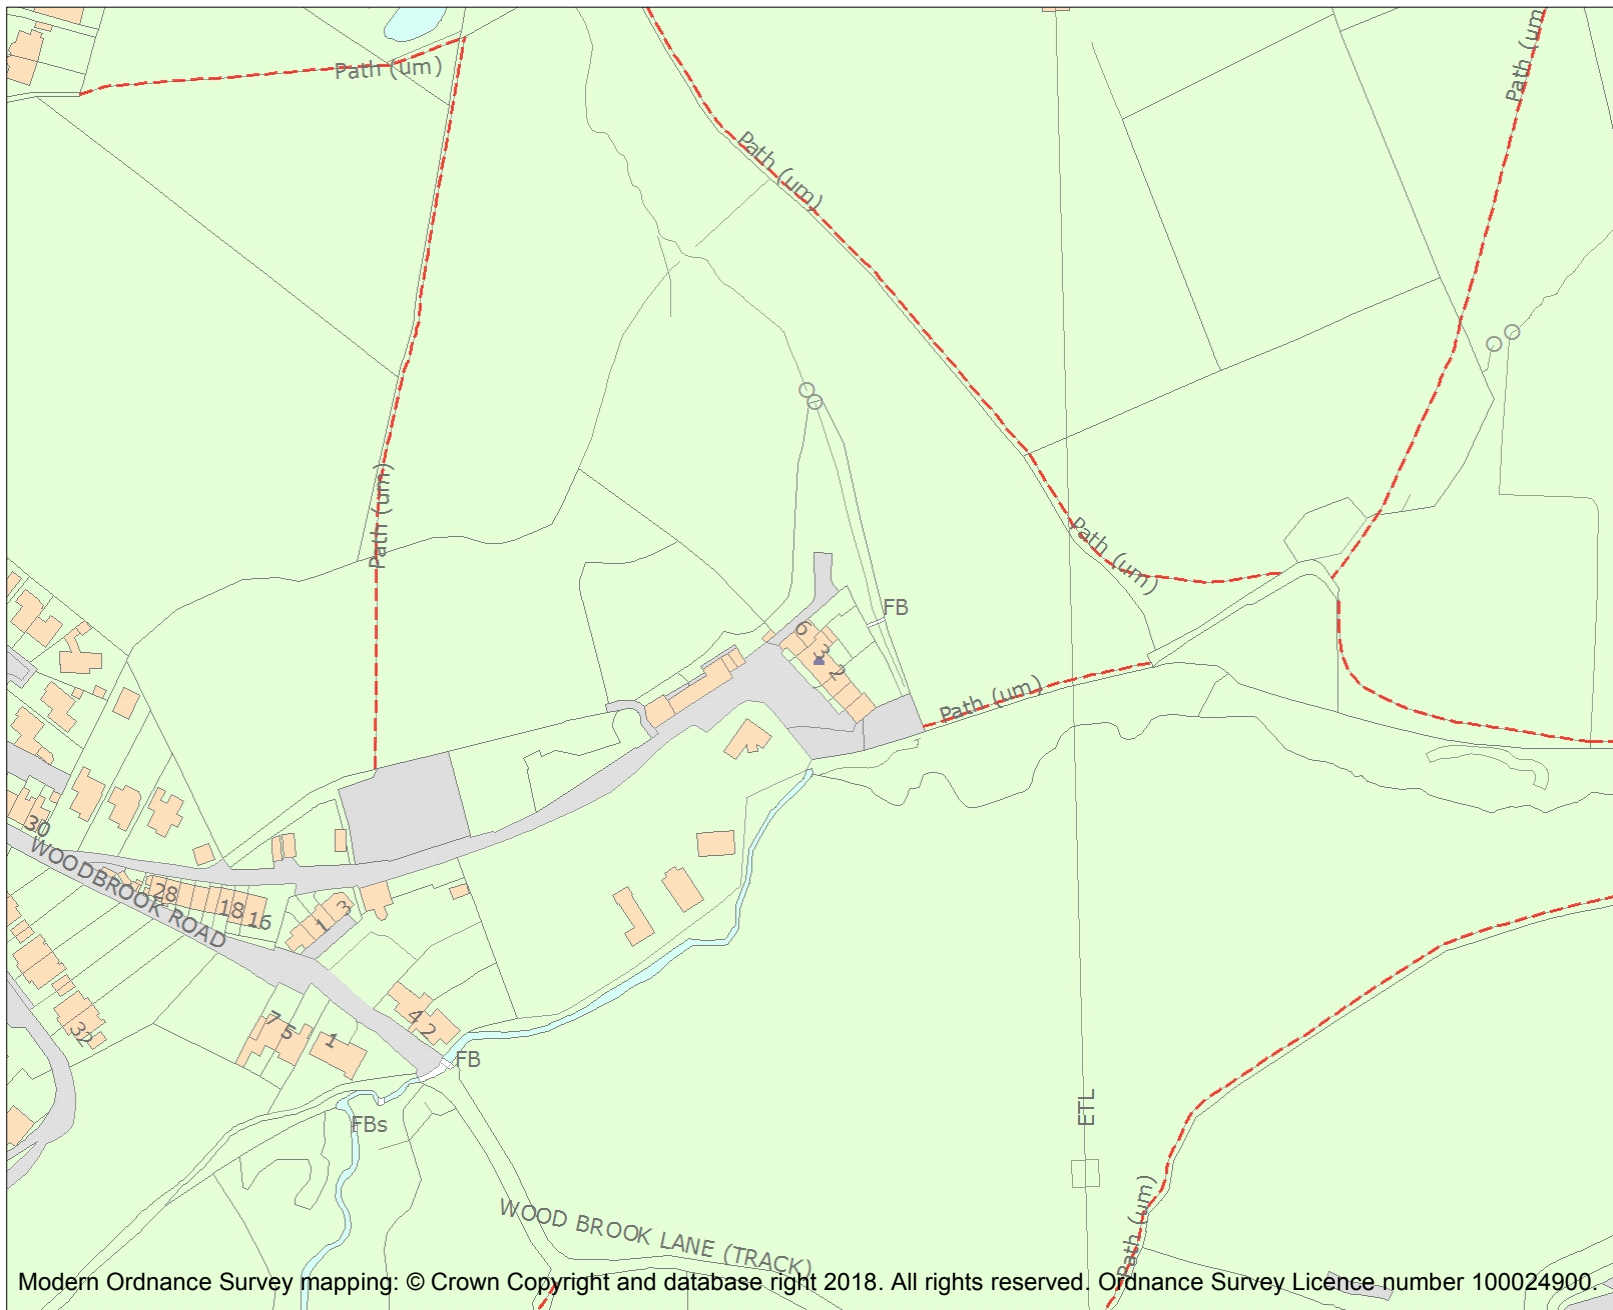 Path (um)
Path (um
Path (um)
Path (um)
Path (um)
FB
6
3
2
Path (um)
30
WOODBROOK ROAD
28
18
16
3
1
32
7
5
1
4
2
FB
FBs
ETL
Path (um)
WOOD BROOK LANE (TRACK)
Modern Ordnance Survey mapping: © Crown Copyright and database right 2018. All rights reserved. Ordnance Survey Licence number 100024900.